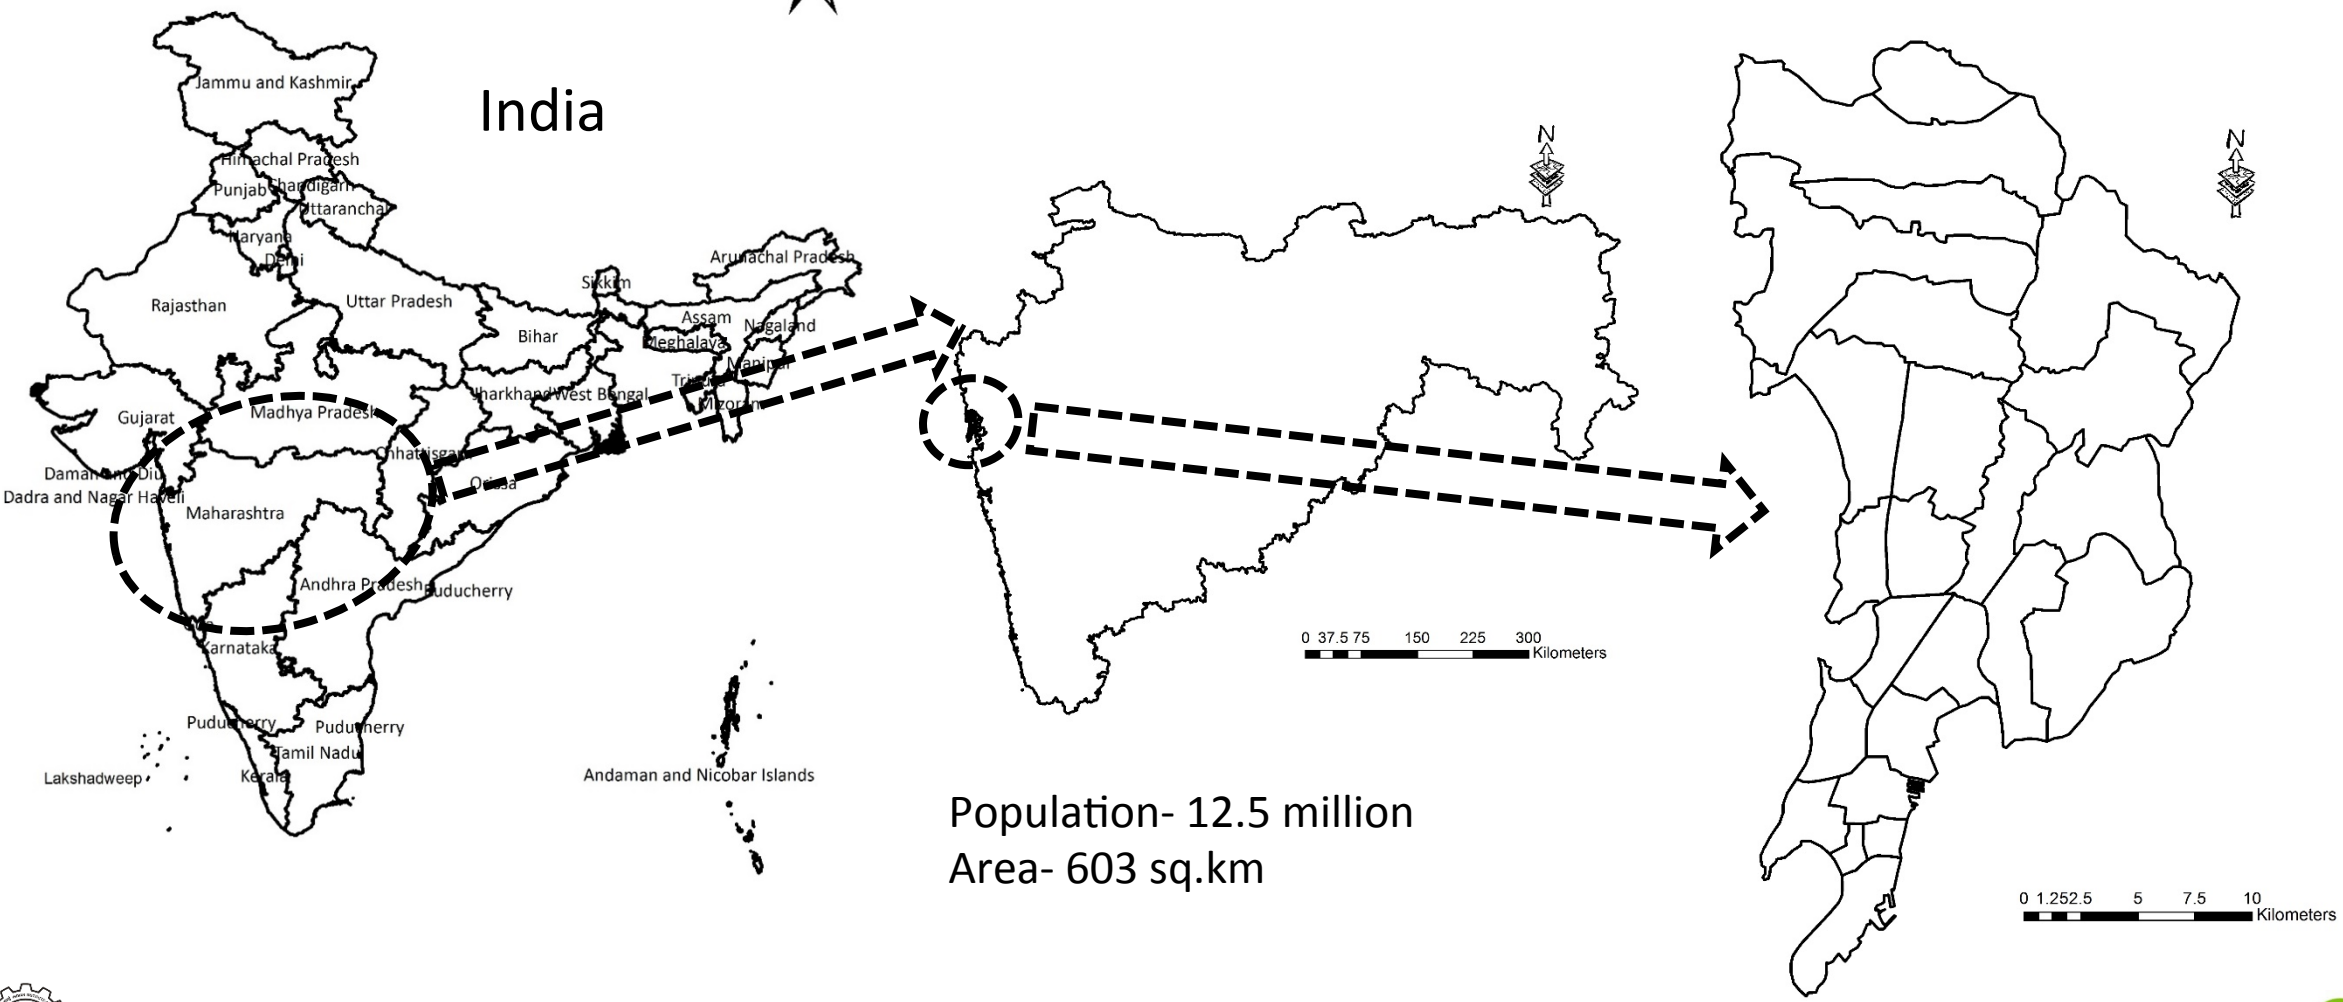 India
Jammu and Kashmir
Himachal Pradesh
Punjab
Chandigarh
Uttaranchal
Haryana
Delhi
Rajasthan
Uttar Pradesh
Sikkim
Arunachal Pradesh
Bihar
Assam
Nagaland
Meghalaya
Manipur
Tripura
Mizoram
Jharkhand
West Bengal
Gujarat
Madhya Pradesh
Chhattisgarh
Daman and Diu
Dadra and Nagar Haveli
Orissa
Maharashtra
Andhra Pradesh
Puducherry
Karnataka
Puducherry
Puducherry
Tamil Nadu
Kerala
Lakshadweep
Andaman and Nicobar Islands
N
0 37.5 75 150 225 300
Kilometers
Population- 12.5 million
Area- 603 sq.km
N
0 1.252.5 5 7.5 10
Kilometers